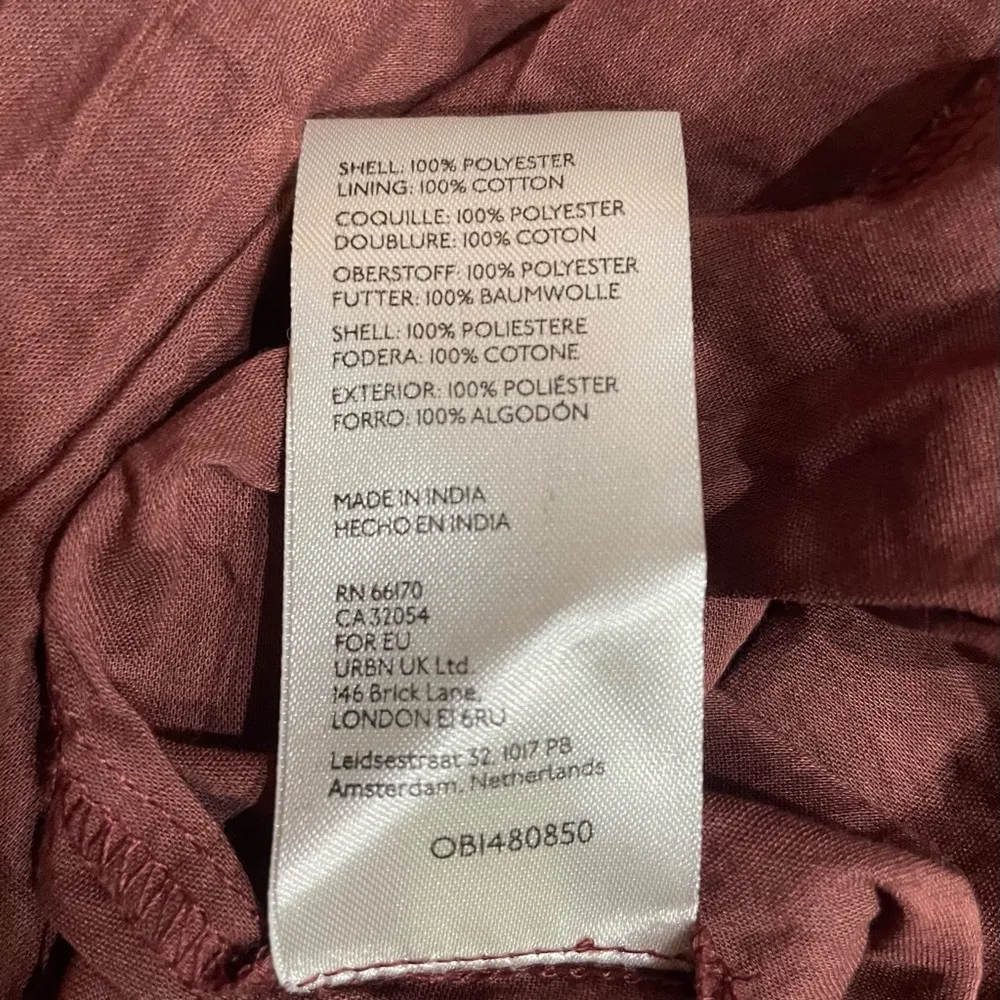 SHELL: 100% POLYESTER
LINING: 100% COTTON
COQUILLE: 100% POLYESTER
DOUBLURE: 100% COTON
OBERSTOFF: 100% POLYESTER
FUTTER: 100% BAUMWOLLE
SHELL: 100% POLIESTERE
FODERA: 100% COTONE
EXTERIOR: 100% POLIÉSTER
FORRO: 100% ALGODÓN
MADE IN INDIA
HECHO EN INDIA
RN 66170
CA 32054
FOR EU
URBN UK Ltd.
146 Brick Lane,
LONDON E1 6RU
Leidsestraat 32, 1017 PB
Amsterdam, Netherlands
OB1480850